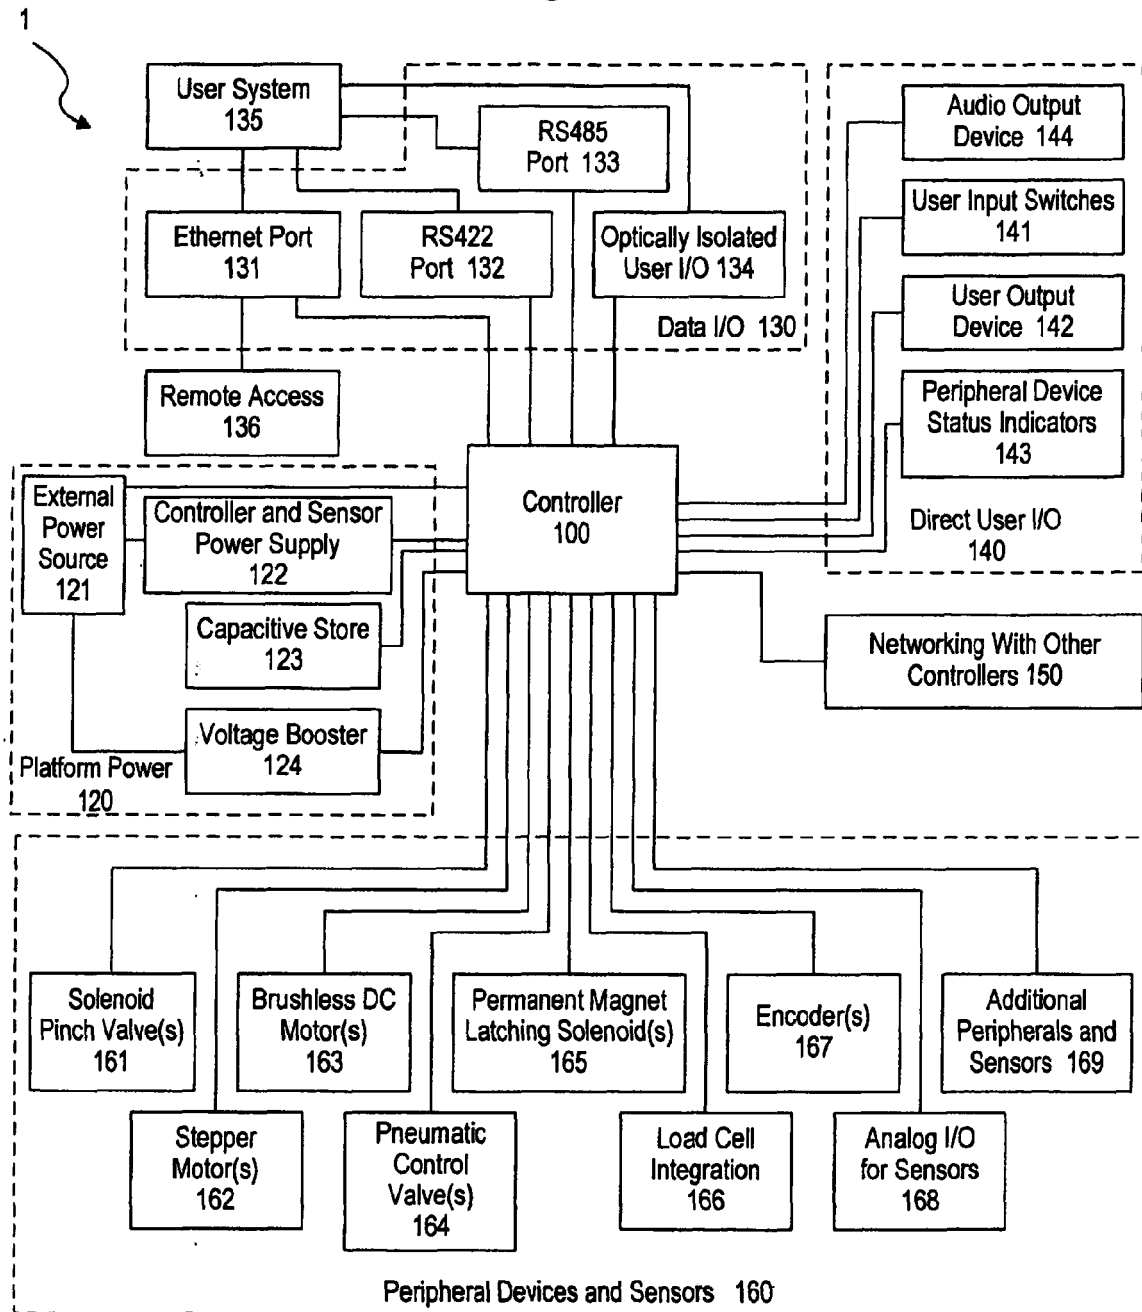 1
User System
135
RS485
Port 133
Audio Output
Device 144
User Input Switches
141
Ethernet Port
131
RS422
Port 132
Optically Isolated
User I/O 134
User Output
Device 142
Data I/O 130
Remote Access
136
Peripheral Device
Status Indicators
143
External
Power
Source
121
Controller and Sensor
Power Supply
122
Controller
100
Direct User I/O
140
Capacitive Store
123
Networking With Other
Controllers 150
Voltage Booster
124
Platform Power
120
Solenoid
Pinch Valve(s)
161
Brushless DC
Motor(s)
163
Permanent Magnet
Latching Solenoid(s)
165
Encoder(s)
167
Additional
Peripherals and
Sensors 169
Stepper
Motor(s)
162
Pneumatic
Control
Valve(s)
164
Load Cell
Integration
166
Analog I/O
for Sensors
168
Peripheral Devices and Sensors 160